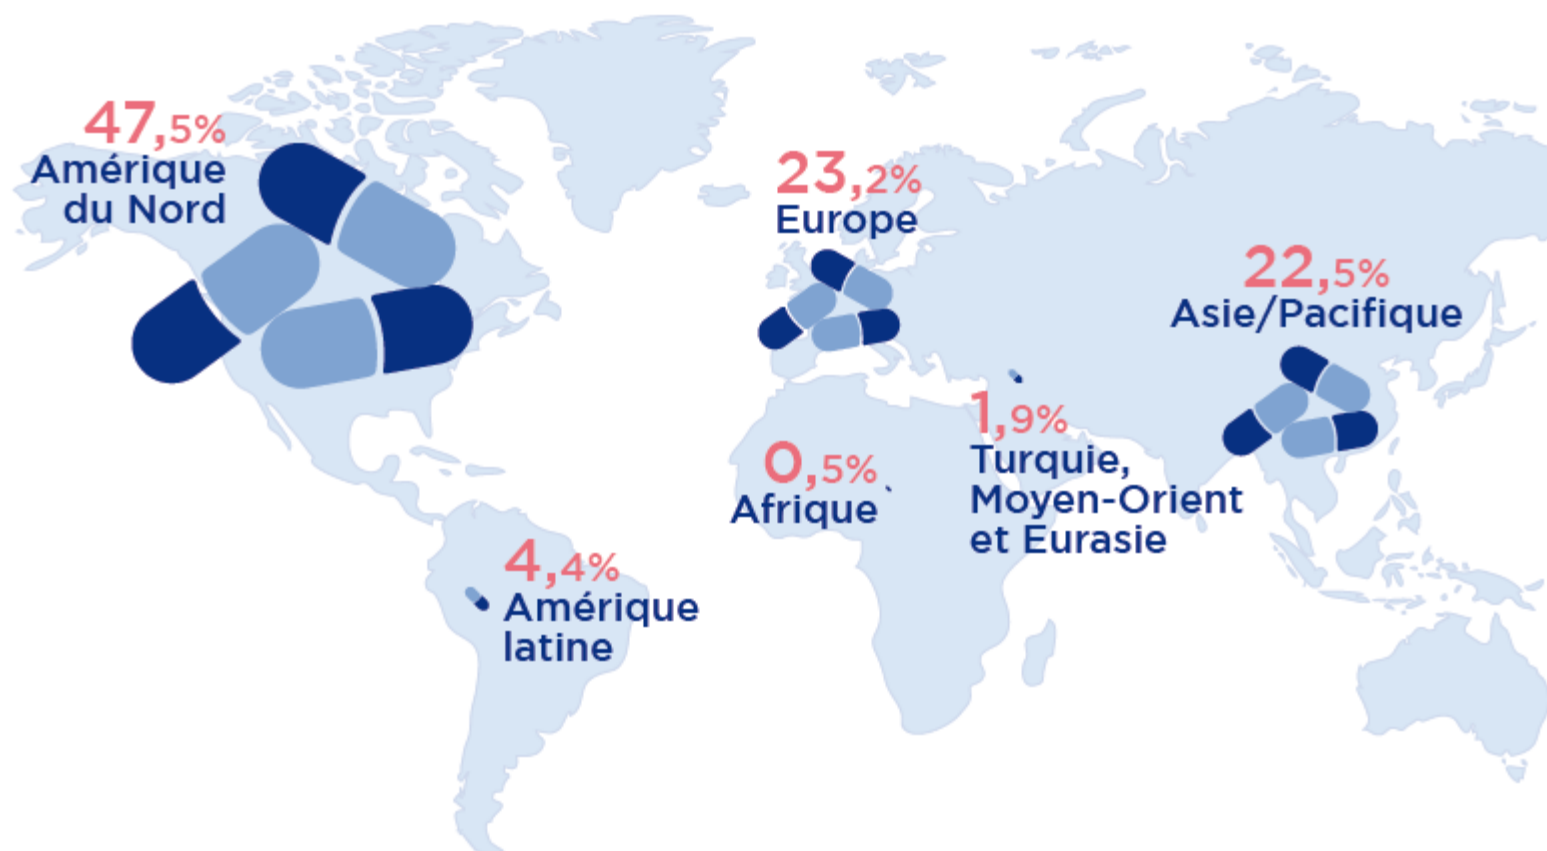 47,5%
Amérique
du Nord
23,2%
Europe
22,5%
Asie/Pacifique
1,9%
Turquie,
Moyen-Orient
et Eurasie
0,5%
Afrique
4,4%
Amérique
latine